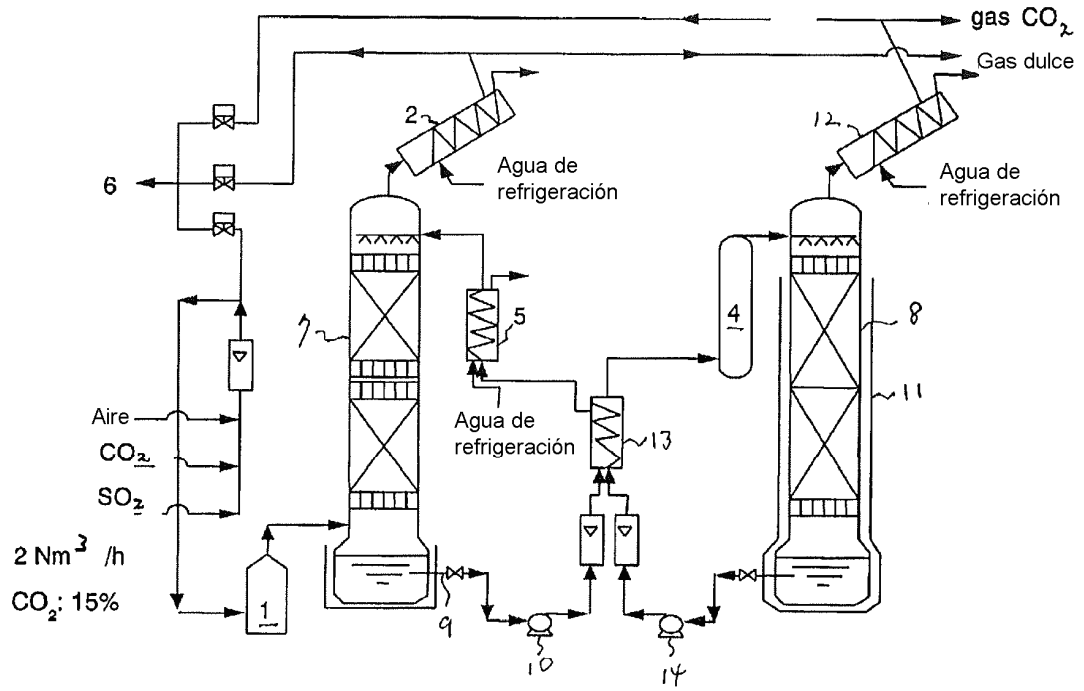 gas CO₂
Gas dulce
2
12
Agua de
refrigeración
Agua de
refrigeración
6
7
5
4
8
Aire
Agua de
refrigeración
13
11
CO₂
SO₂
2 Nm³ /h
CO₂: 15%
1
9
10
14